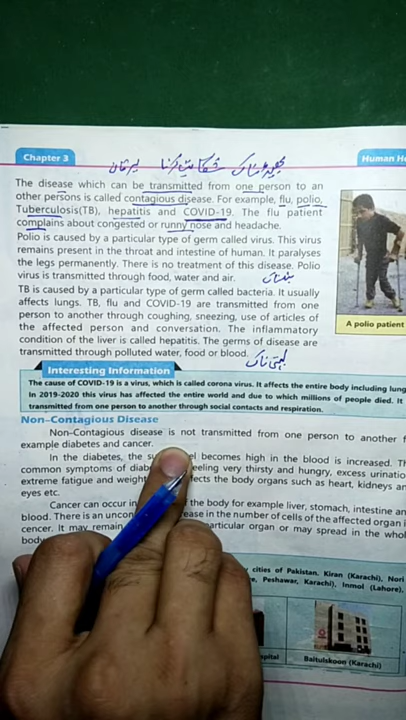 Chapter 3
Human He
شکایت کرنا
یرقان
The disease which can be transmitted from one person to an
other persons is called contagious disease. For example, flu, polio,
Tuberculosis(TB), hepatitis and COVID-19. The flu patient
complains about congested or runny nose and headache.
Polio is caused by a particular type of germ called virus. This virus
remains present in the throat and intestine of human. It paralyses
the legs permanently. There is no treatment of this disease. Polio
virus is transmitted through food, water and air.
TB is caused by a particular type of germ called bacteria. It usually
affects lungs. TB, flu and COVID-19 are transmitted from one
person to another through coughing, sneezing, use of articles of
the affected person and conversation. The inflammatory
condition of the liver is called hepatitis. The germs of disease are
transmitted through polluted water, food or blood.
A polio patient
Interesting Information
The cause of COVID-19 is a virus, which is called corona virus. It affects the entire body including lung
In 2019-2020 this virus has affected the entire world and due to which millions of people died. It
transmitted from one person to another through social contacts and respiration.
Non-Contagious Disease
Non-Contagious disease is not transmitted from one person to another f
example diabetes and cancer.
In the diabetes, the su el becomes high in the blood is increased. Th
common symptoms of diab eeling very thirsty and hungry, excess urinatio
extreme fatigue and weight ffects the body organs such as heart, kidneys an
eyes etc.
Cancer can occur in the body for example liver, stomach, intestine an
blood. There is an uncon ease in the number of cells of the affected organ i
cencer. It may remain articular organ or may spread in the whol
body
cities of Pakistan. Kiran (Karachi), Nori
e, Peshawar, Karachi), Inmol (Lahore).
spital
Baitulskoon (Karachi)